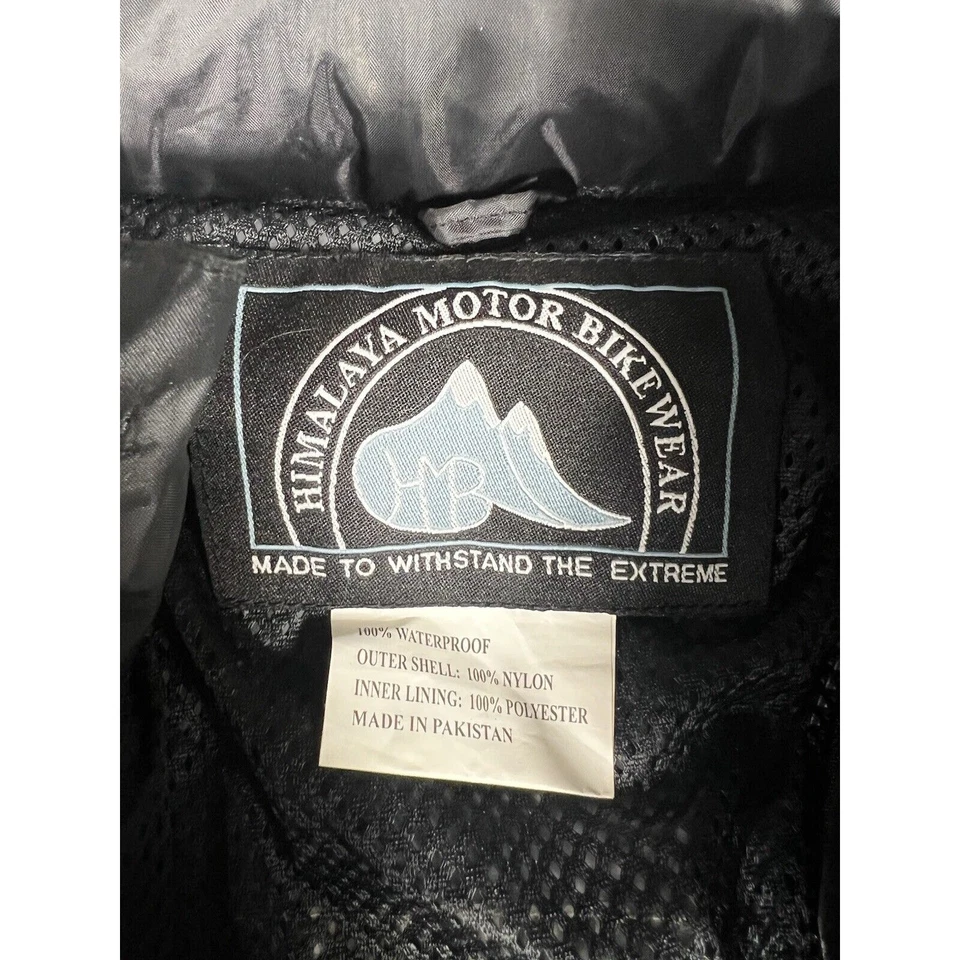 HIMALAYA MOTOR BIKEWEAR
HMB
MADE TO WITHSTAND THE EXTREME
100% WATERPROOF
OUTER SHELL: 100% NYLON
INNER LINING: 100% POLYESTER
MADE IN PAKISTAN